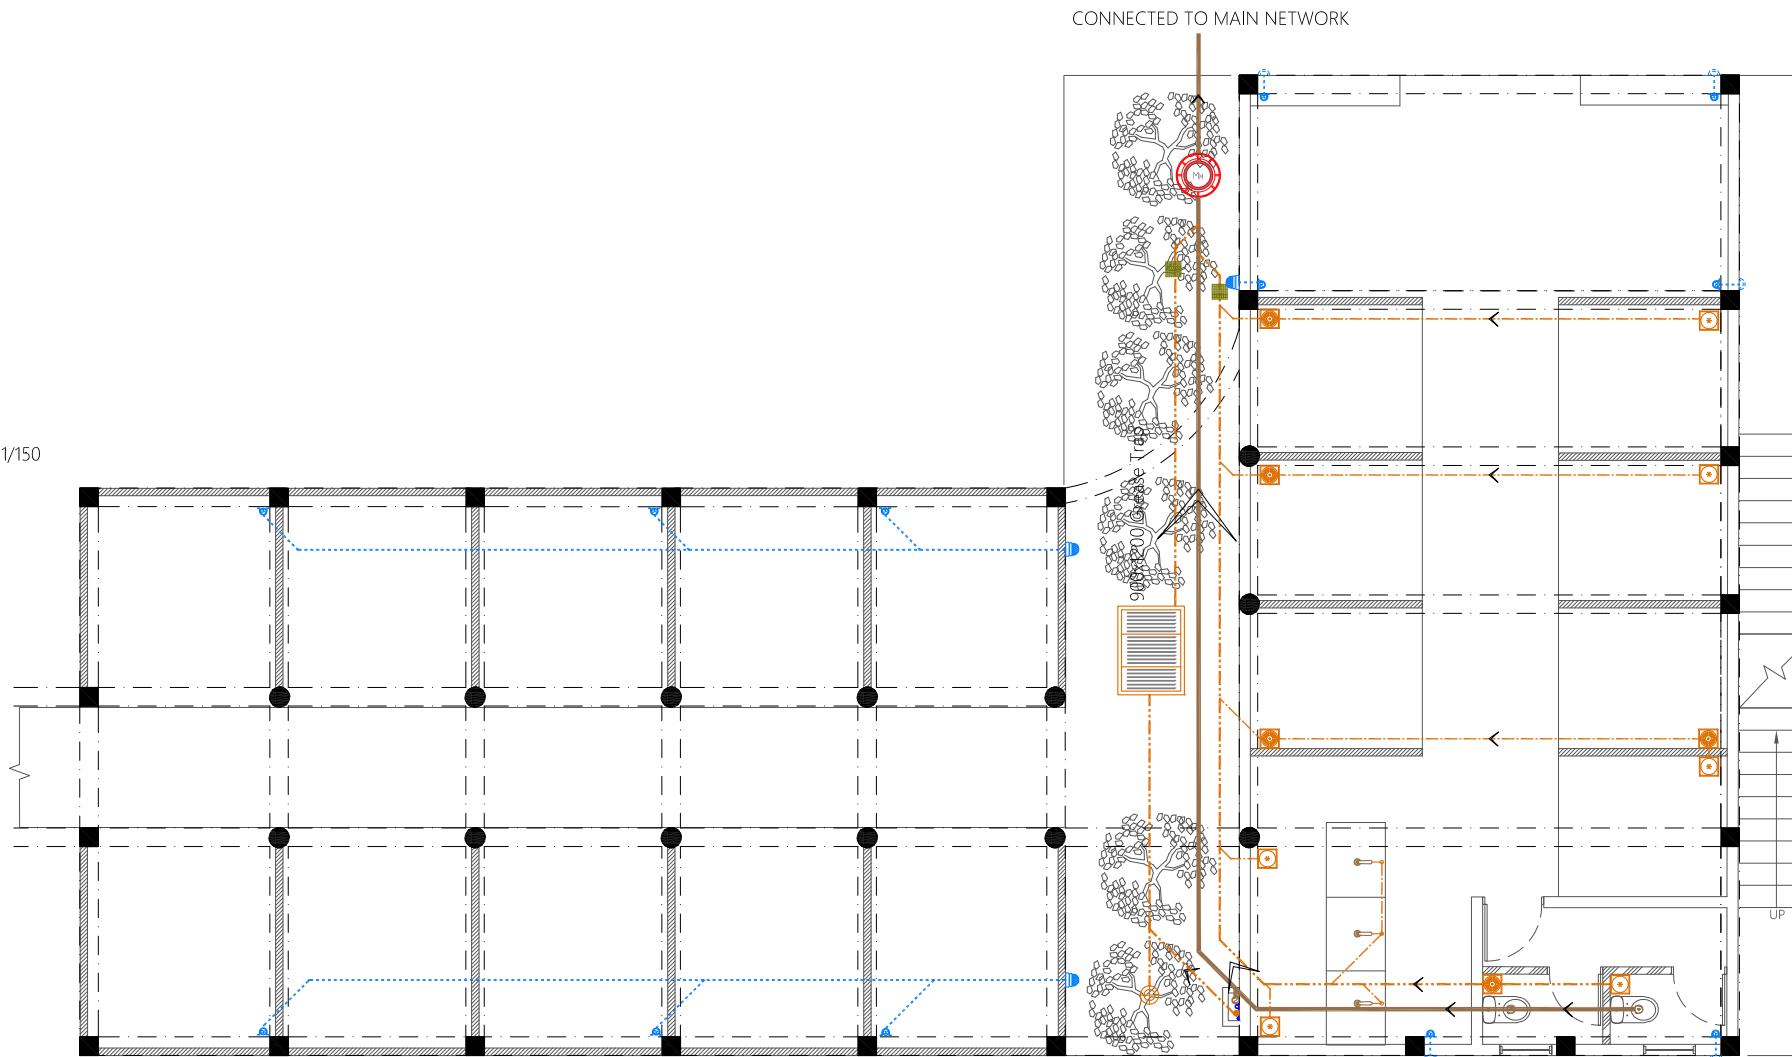 CONNECTED TO MAIN NETWORK
MH
1/150
900x1200 Grease Trap
UP